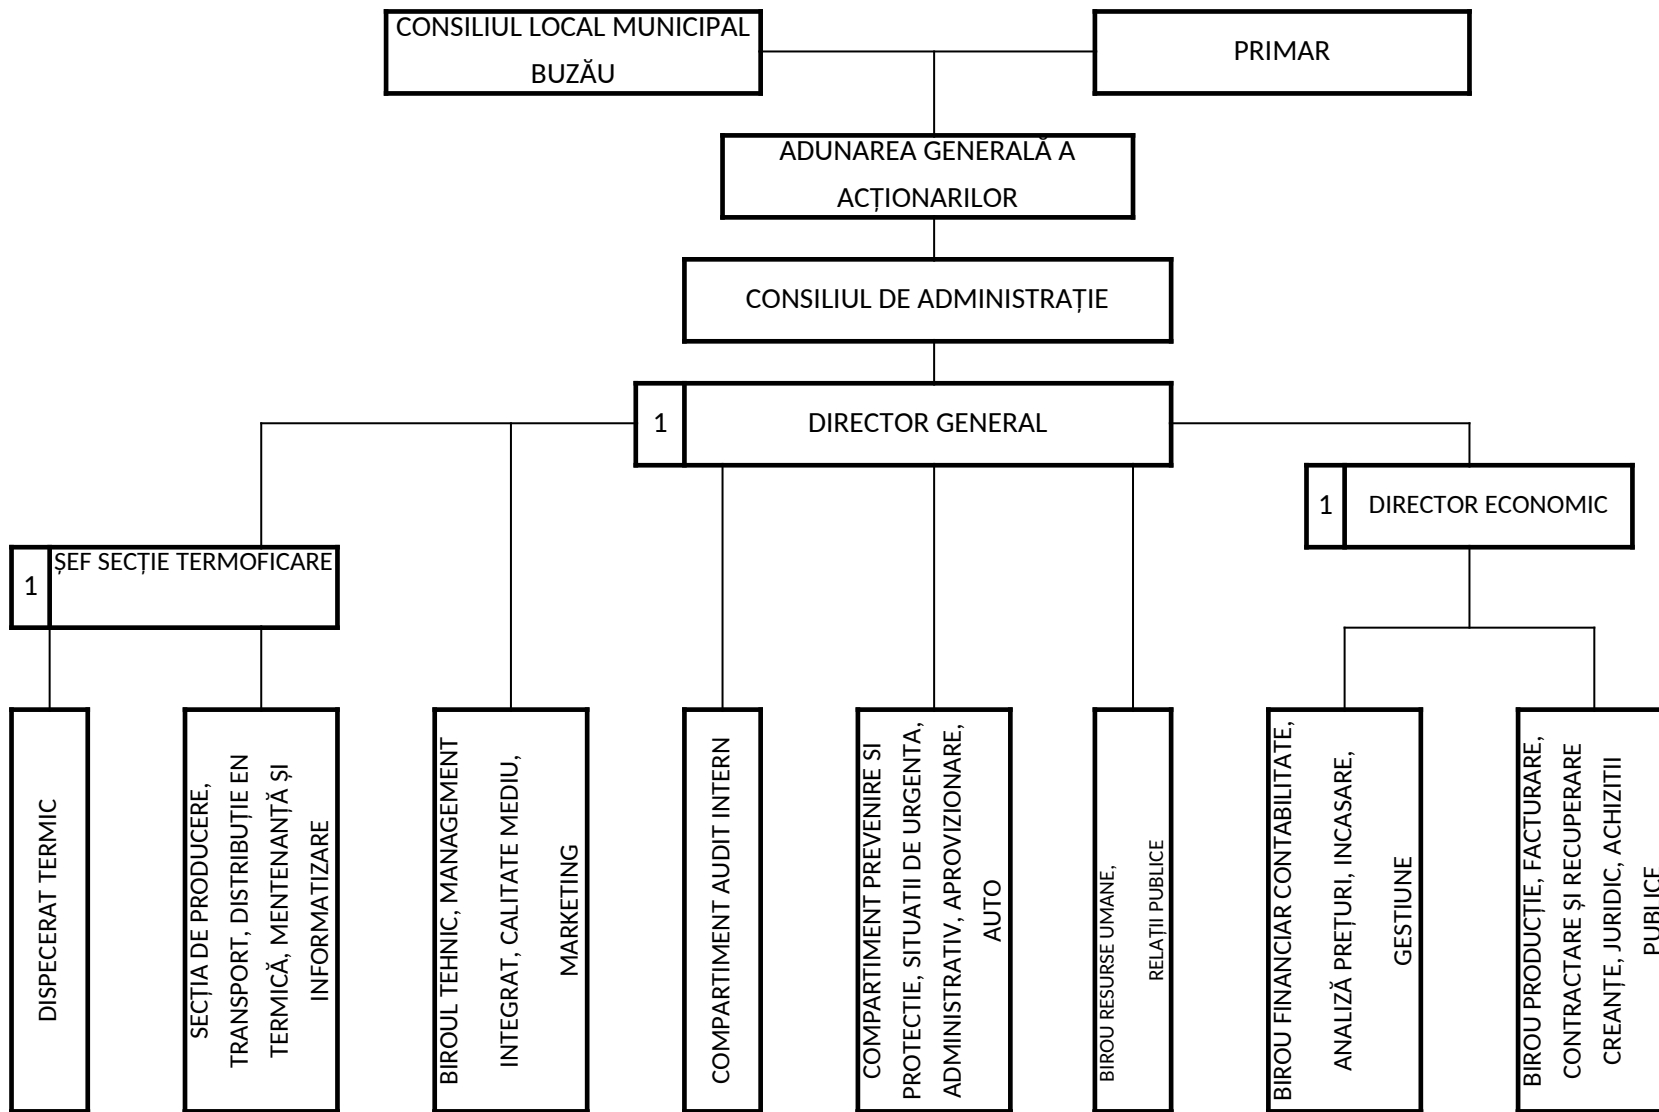 CONSILIUL LOCAL MUNICIPAL
BUZĂU
PRIMAR
ADUNAREA GENERALĂ A
ACȚIONARILOR
CONSILIUL DE ADMINISTRAȚIE
1
DIRECTOR GENERAL
1
DIRECTOR ECONOMIC
1
ȘEF SECȚIE TERMOFICARE
DISPECERAT TERMIC
SECȚIA DE PRODUCERE,
TRANSPORT, DISTRIBUȚIE EN
TERMICĂ, MENTENANȚĂ ȘI
INFORMATIZARE
BIROUL TEHNIC, MANAGEMENT
INTEGRAT, CALITATE MEDIU,
MARKETING
COMPARTIMENT AUDIT INTERN
COMPARTIMENT PREVENIRE SI
PROTECTIE, SITUATII DE URGENTA,
ADMINISTRATIV, APROVIZIONARE,
AUTO
BIROU RESURSE UMANE,
RELAȚII PUBLICE
BIROU FINANCIAR CONTABILITATE,
ANALIZĂ PREȚURI, INCASARE,
GESTIUNE
BIROU PRODUCȚIE, FACTURARE,
CONTRACTARE ȘI RECUPERARE
CREANȚE, JURIDIC, ACHIZITII
PUBLICE